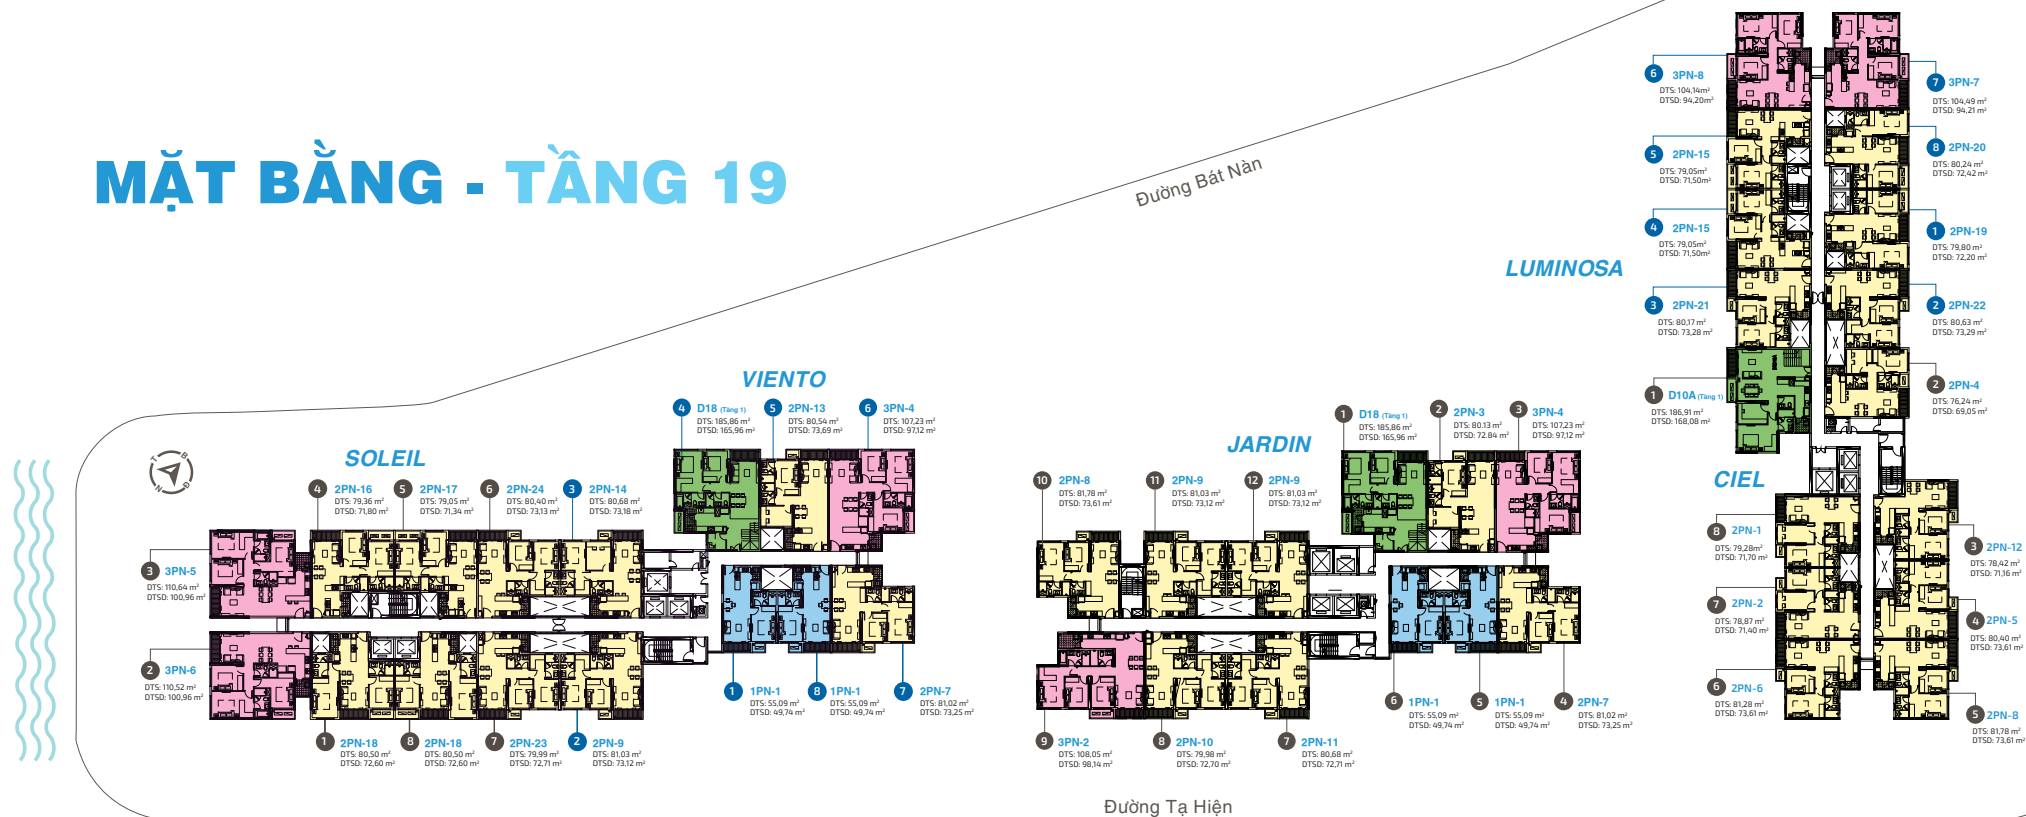 MẶT BẰNG - TẦNG 19
Đường Bát Nàn
LUMINOSA
6 3PN-8
DTS: 104,14m²
DTSD: 94,20m²
7 3PN-7
DTS: 104,49 m²
DTSD: 94,21 m²
5 2PN-15
DTS: 79,05m²
DTSD: 71,50m²
8 2PN-20
DTS: 80,24 m²
DTSD: 72,42 m²
4 2PN-15
DTS: 79,05m²
DTSD: 71,50m²
1 2PN-19
DTS: 79,80 m²
DTSD: 72,20 m²
3 2PN-21
DTS: 80,17 m²
DTSD: 73,28 m²
2 2PN-22
DTS: 80,63 m²
DTSD: 73,29 m²
1 D10A (Tầng 1)
DTS: 186,91 m²
DTSD: 168,08 m²
2 2PN-4
DTS: 76,24 m²
DTSD: 69,05 m²
VIENTO
4 D18 (Tầng 1)
DTS: 185,86 m²
DTSD: 165,96 m²
5 2PN-13
DTS: 80,54 m²
DTSD: 73,69 m²
6 3PN-4
DTS: 107,23 m²
DTSD: 97,12 m²
1 1PN-1
DTS: 55,09 m²
DTSD: 49,74 m²
8 1PN-1
DTS: 55,09 m²
DTSD: 49,74 m²
7 2PN-7
DTS: 81,02 m²
DTSD: 73,25 m²
SOLEIL
T
B
N
Đ
4 2PN-16
DTS: 79,36 m²
DTSD: 71,80 m²
5 2PN-17
DTS: 79,05 m²
DTSD: 71,34 m²
6 2PN-24
DTS: 80,40 m²
DTSD: 73,13 m²
3 2PN-14
DTS: 80,68 m²
DTSD: 73,18 m²
3 3PN-5
DTS: 110,64 m²
DTSD: 100,96 m²
2 3PN-6
DTS: 110,52 m²
DTSD: 100,96 m²
1 2PN-18
DTS: 80,50 m²
DTSD: 72,60 m²
8 2PN-18
DTS: 80,50 m²
DTSD: 72,60 m²
7 2PN-23
DTS: 79,99 m²
DTSD: 72,71 m²
2 2PN-9
DTS: 81,03 m²
DTSD: 73,12 m²
JARDIN
1 D18 (Tầng 1)
DTS: 185,86 m²
DTSD: 165,96 m²
2 2PN-3
DTS: 80.13 m²
DTSD: 72.84 m²
3 3PN-4
DTS: 107,23 m²
DTSD: 97,12 m²
10 2PN-8
DTS: 81,78 m²
DTSD: 73,61 m²
11 2PN-9
DTS: 81,03 m²
DTSD: 73,12 m²
12 2PN-9
DTS: 81,03 m²
DTSD: 73,12 m²
9 3PN-2
DTS: 108,05 m²
DTSD: 98,14 m²
8 2PN-10
DTS: 79,98 m²
DTSD: 72,70 m²
7 2PN-11
DTS: 80,68 m²
DTSD: 72,71 m²
6 1PN-1
DTS: 55,09 m²
DTSD: 49,74 m²
5 1PN-1
DTS: 55,09 m²
DTSD: 49,74 m²
4 2PN-7
DTS: 81,02 m²
DTSD: 73,25 m²
CIEL
8 2PN-1
DTS: 79,28m²
DTSD: 71,70 m²
3 2PN-12
DTS: 78,42 m²
DTSD: 71,16 m²
7 2PN-2
DTS: 78,87 m²
DTSD: 71,40 m²
4 2PN-5
DTS: 80,40 m²
DTSD: 73,61 m²
6 2PN-6
DTS: 81,28 m²
DTSD: 73,61 m²
5 2PN-8
DTS: 81,78 m²
DTSD: 73,61 m²
Đường Tạ Hiện